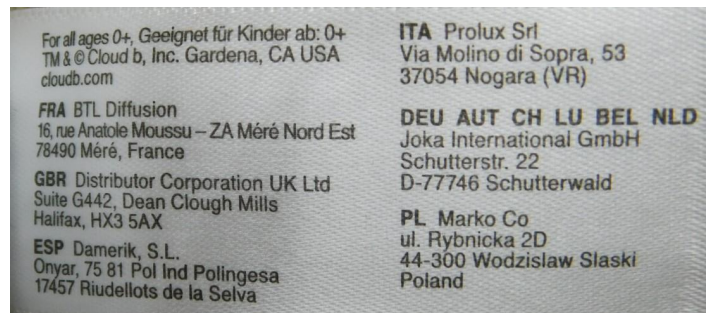 For all ages 0+, Geeignet für Kinder ab: 0+
TM & © Cloud b, Inc. Gardena, CA USA
cloudb.com
FRA BTL Diffusion
16, rue Anatole Moussu – ZA Méré Nord Est
78490 Méré, France
GBR Distributor Corporation UK Ltd
Suite G442, Dean Clough Mills
Halifax, HX3 5AX
ESP Damerik, S.L.
Onyar, 75 81 Pol Ind Polingesa
17457 Riudellots de la Selva
ITA Prolux Srl
Via Molino di Sopra, 53
37054 Nogara (VR)
DEU AUT CH LU BEL NLD
Joka International GmbH
Schutterstr. 22
D-77746 Schutterwald
PL Marko Co
ul. Rybnicka 2D
44-300 Wodzislaw Slaski
Poland